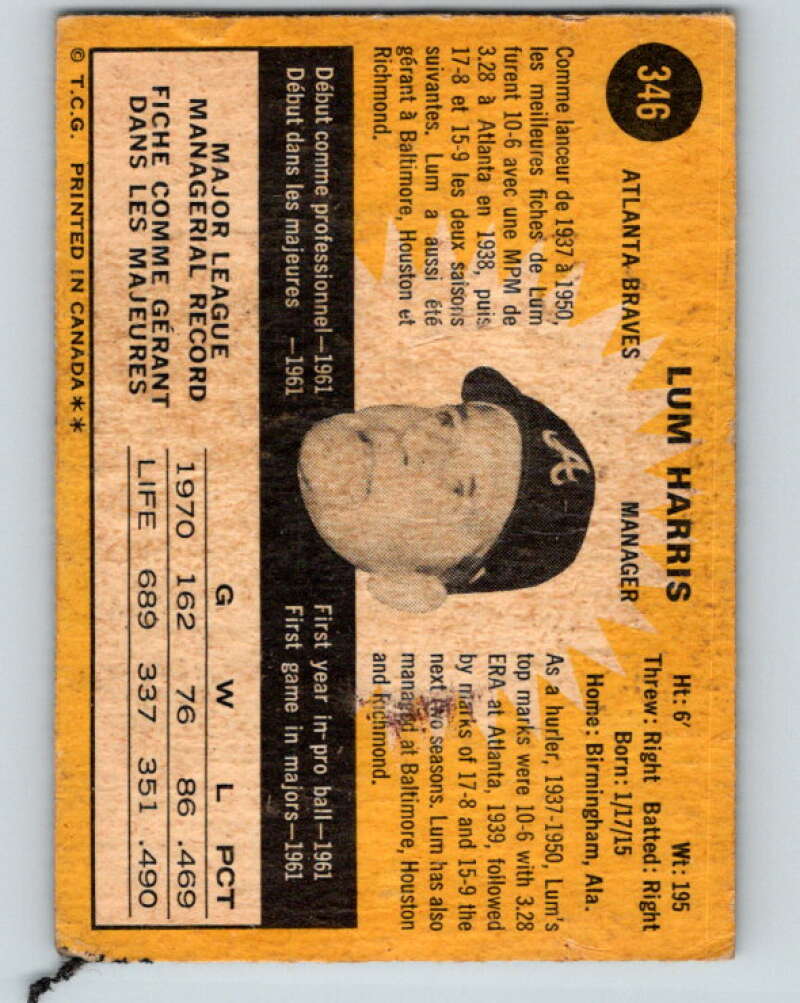 346
ATLANTA BRAVES
LUM HARRIS
MANAGER
Ht: 6' Wt: 195
Threw: Right Batted: Right
Born: 1/17/15
Home: Birmingham, Ala.
Comme lanceur de 1937 à 1950,
les meilleures fiches de Lum
furent 10-6 avec une MPM de
3.28 à Atlanta en 1938, puis
17-8 et 15-9 les deux saisons
suivantes. Lum a aussi été
gérant à Baltimore, Houston et
Richmond.
A
As a hurler, 1937-1950, Lum's
top marks were 10-6 with 3.28
ERA at Atlanta, 1939, followed
by marks of 17-8 and 15-9 the
next two seasons. Lum has also
managed at Baltimore, Houston
and Richmond.
Début comme professionnel—1961
Début dans les majeures —1961
First year in pro ball—1961
First game in majors—1961
MAJOR LEAGUE
MANAGERIAL RECORD
FICHE COMME GÉRANT
DANS LES MAJEURES
G W L PCT
1970 162 76 86 .469
LIFE 689 337 351 .490
© T.C.G. PRINTED IN CANADA**